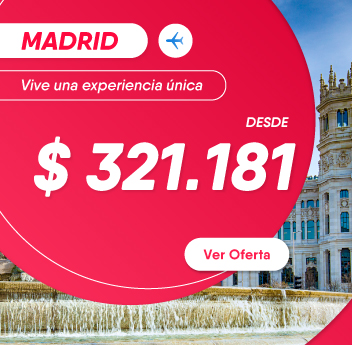 MADRID
Vive una experiencia única
DESDE
$ 321.181
Ver Oferta